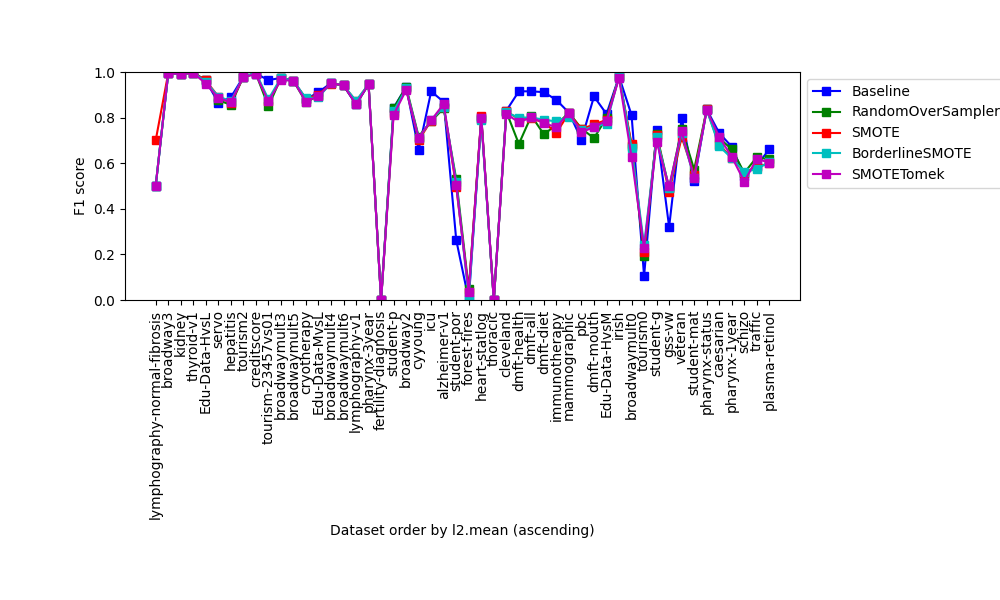 1.0
0.8
0.6
0.4
0.2
0.0
F1 score
Baseline
RandomOverSampler
SMOTE
BorderlineSMOTE
SMOTETomek
lymphography-normal-fibrosis
broadway3
kidney
thyroid-v1
Edu-Data-HvsL
servo
hepatitis
tourism2
creditscore
tourism-23457vs01
broadwaymult3
broadwaymult5
cryotherapy
Edu-Data-MvsL
broadwaymult4
broadwaymult6
lymphography-v1
pharynx-3year
fertility-diagnosis
student-p
broadway2
cyyoung
icu
alzheimer-v1
student-por
forest-fires
heart-statlog
thoracic
cleveland
dmft-health
dmft-all
dmft-diet
immunotherapy
mammographic
pbc
dmft-mouth
Edu-Data-HvsM
irish
broadwaymult0
tourism0
student-g
gss-vw
veteran
student-mat
pharynx-status
caesarian
pharynx-1year
schizo
traffic
plasma-retinol
Dataset order by l2.mean (ascending)